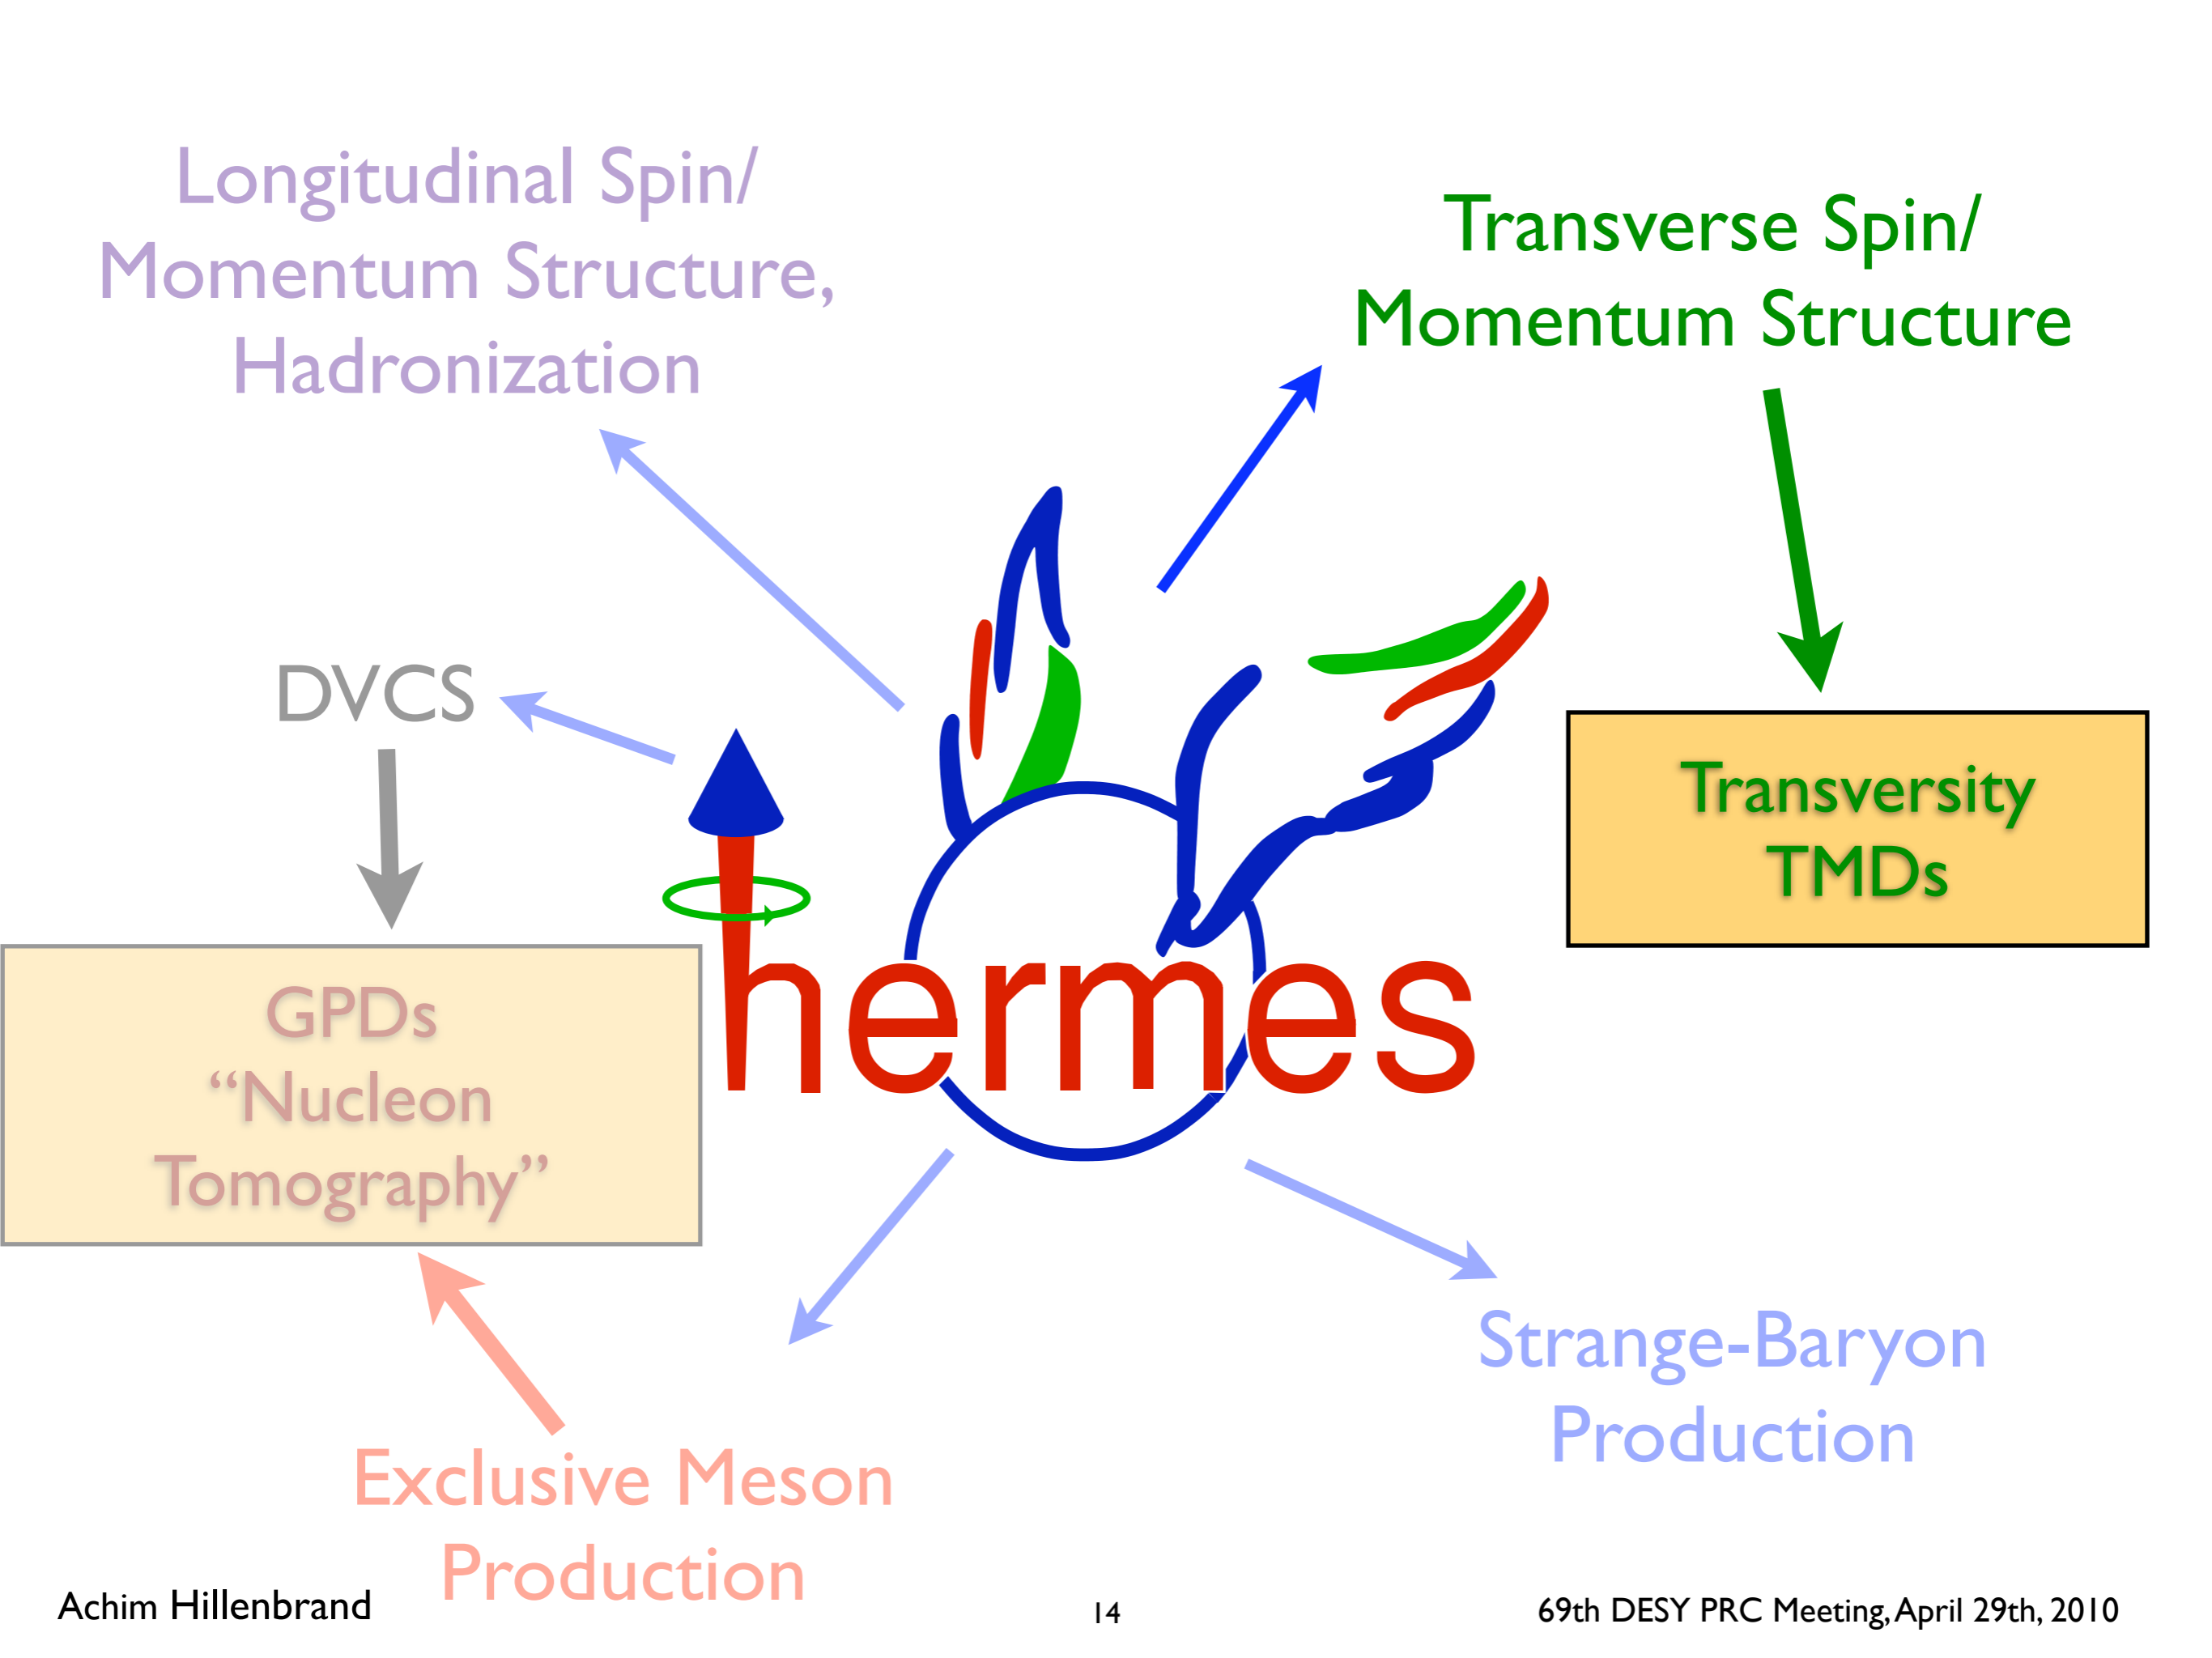 Longitudinal Spin/
Momentum Structure,
Hadronization
Transverse Spin/
Momentum Structure
DVCS
Transversity
TMDs
GPDs
“Nucleon
Tomography”
hermes
Strange-Baryon
Production
Exclusive Meson
Production
Achim Hillenbrand
14
69th DESY PRC Meeting, April 29th, 2010